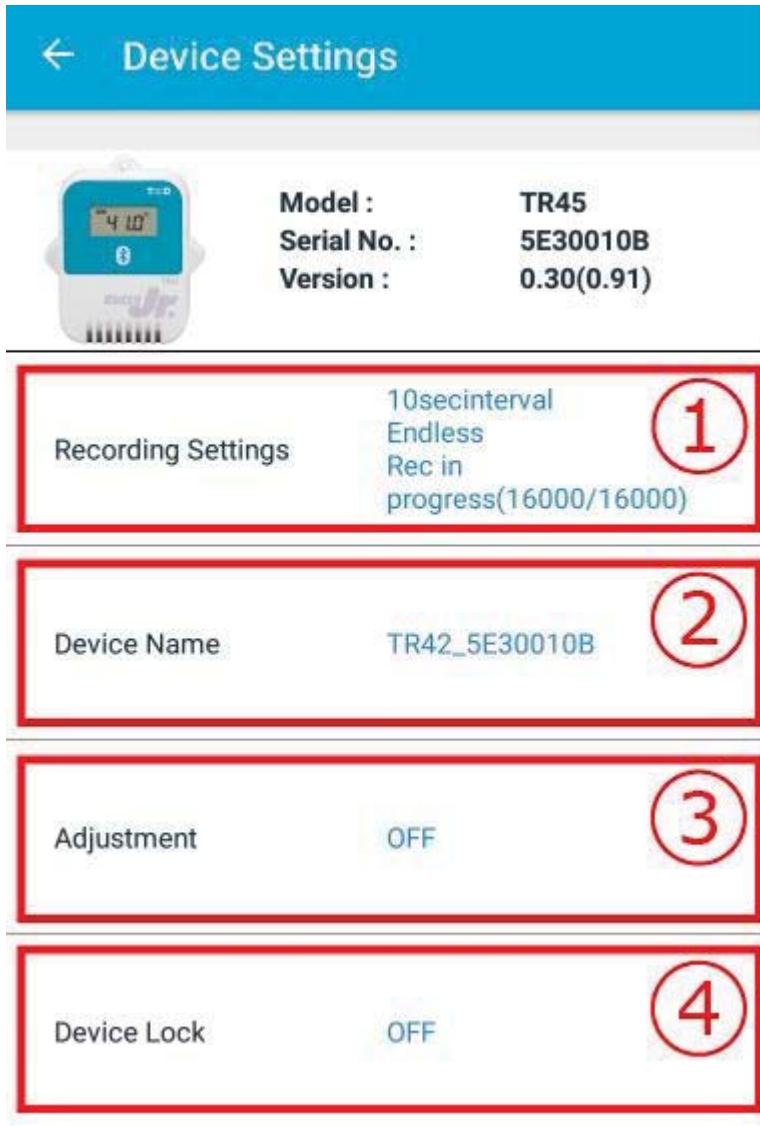 Device Settings
T&D
41.0
Model : TR45
Serial No. : 5E30010B
Version : 0.30(0.91)
Recording Settings
10secinterval
Endless
Rec in
progress(16000/16000)
①
Device Name
TR42_5E30010B
②
Adjustment
OFF
③
Device Lock
OFF
④